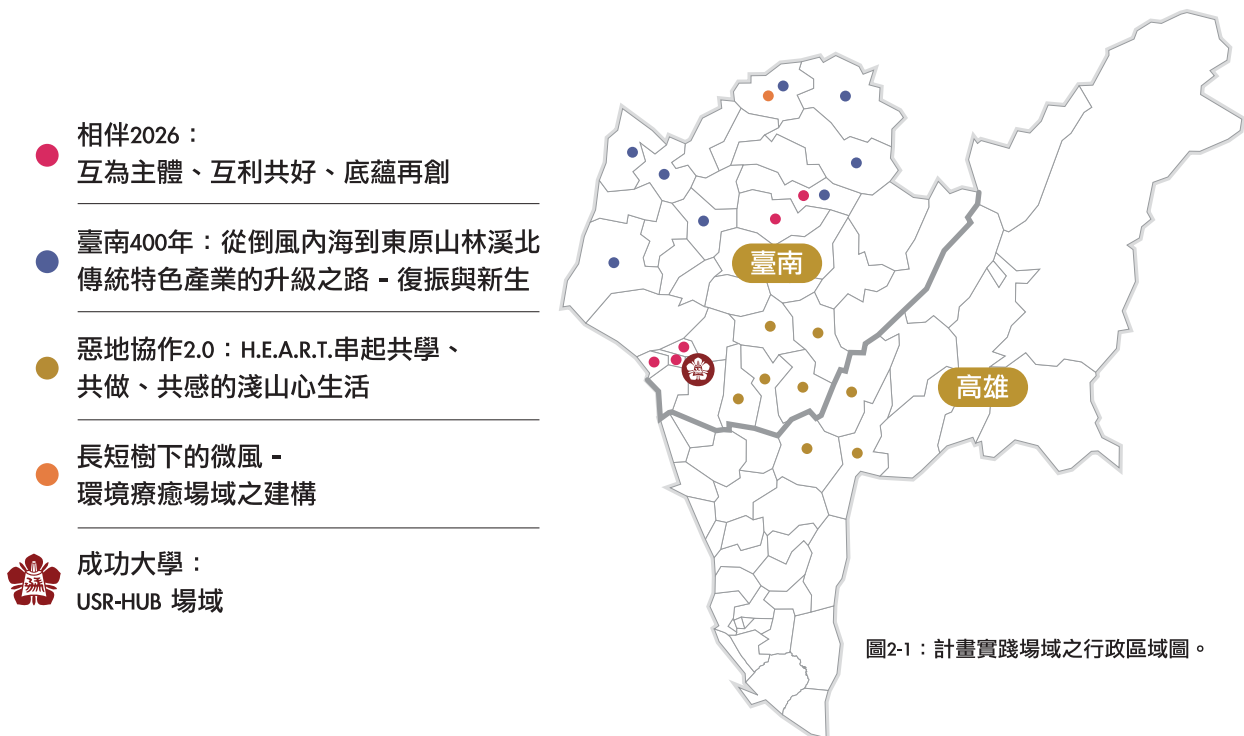 相伴2026：
互為主體、互利共好、底蘊再創
臺南400年：從倒風內海到東原山林溪北
傳統特色產業的升級之路 - 復振與新生
惡地協作2.0：H.E.A.R.T.串起共學、
共做、共感的淺山心生活
長短樹下的微風 -
環境療癒場域之建構
成功大學：
USR-HUB 場域
臺南
高雄
圖2-1：計畫實踐場域之行政區域圖。